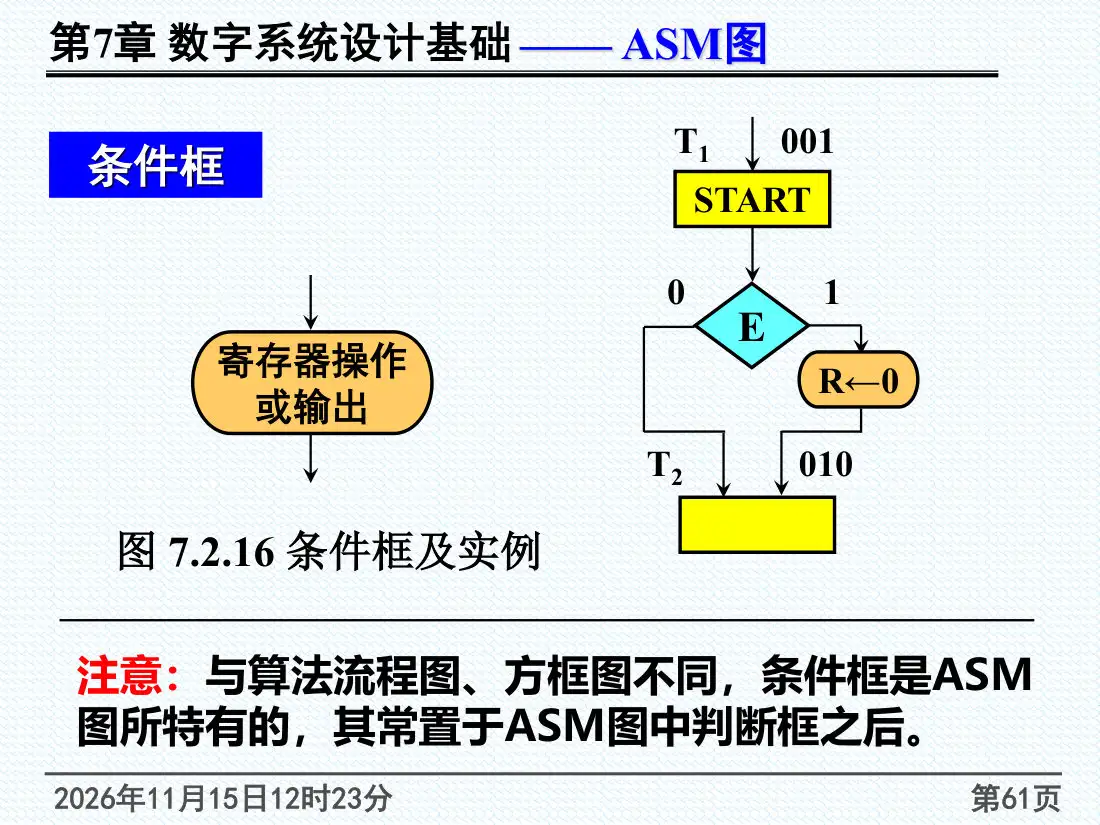 第7章 数字系统设计基础 —— ASM图
条件框
寄存器操作
或输出
图 7.2.16 条件框及实例
T1 001
START
0 1
E
R←0
T2 010
注意：与算法流程图、方框图不同，条件框是ASM
图所特有的，其常置于ASM图中判断框之后。
2026年11月15日12时23分 第61页